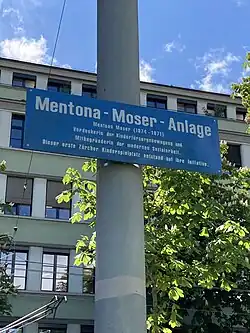 Mentona-Moser-Anlage
Mentona Moser (1874-1971)
Vordenkerin der Kinderfürsorgebewegung und
Mitbegründerin der modernen Sozialarbeit.
Dieser erste Zürcher Kinderspielplatz entstand auf ihre Initiative.